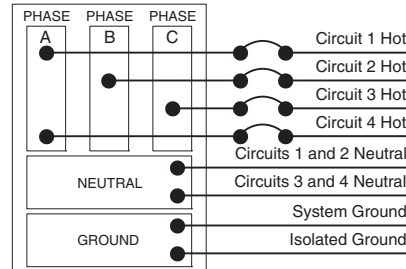 PHASE PHASE PHASE
A B C
Circuit 1 Hot
Circuit 2 Hot
Circuit 3 Hot
Circuit 4 Hot
Circuits 1 and 2 Neutral
NEUTRAL
Circuits 3 and 4 Neutral
System Ground
GROUND
Isolated Ground